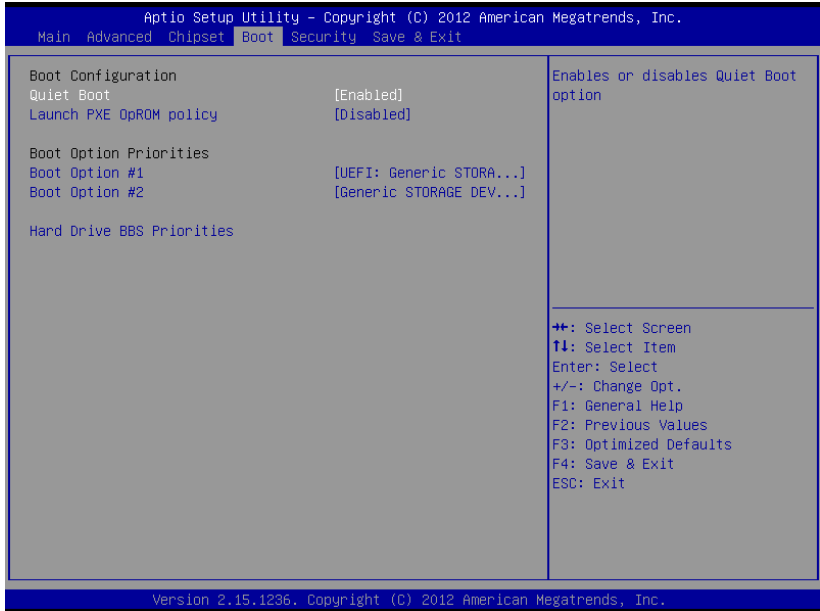 Aptio Setup Utility – Copyright (C) 2012 American Megatrends, Inc.
Main Advanced Chipset Boot Security Save & Exit
Boot Configuration
Quiet Boot [Enabled]
Launch PXE OpROM policy [Disabled]
Boot Option Priorities
Boot Option #1 [UEFI: Generic STORA...]
Boot Option #2 [Generic STORAGE DEV...]
Hard Drive BBS Priorities
Enables or disables Quiet Boot
option
→←: Select Screen
↑↓: Select Item
Enter: Select
+/-: Change Opt.
F1: General Help
F2: Previous Values
F3: Optimized Defaults
F4: Save & Exit
ESC: Exit
Version 2.15.1236. Copyright (C) 2012 American Megatrends, Inc.